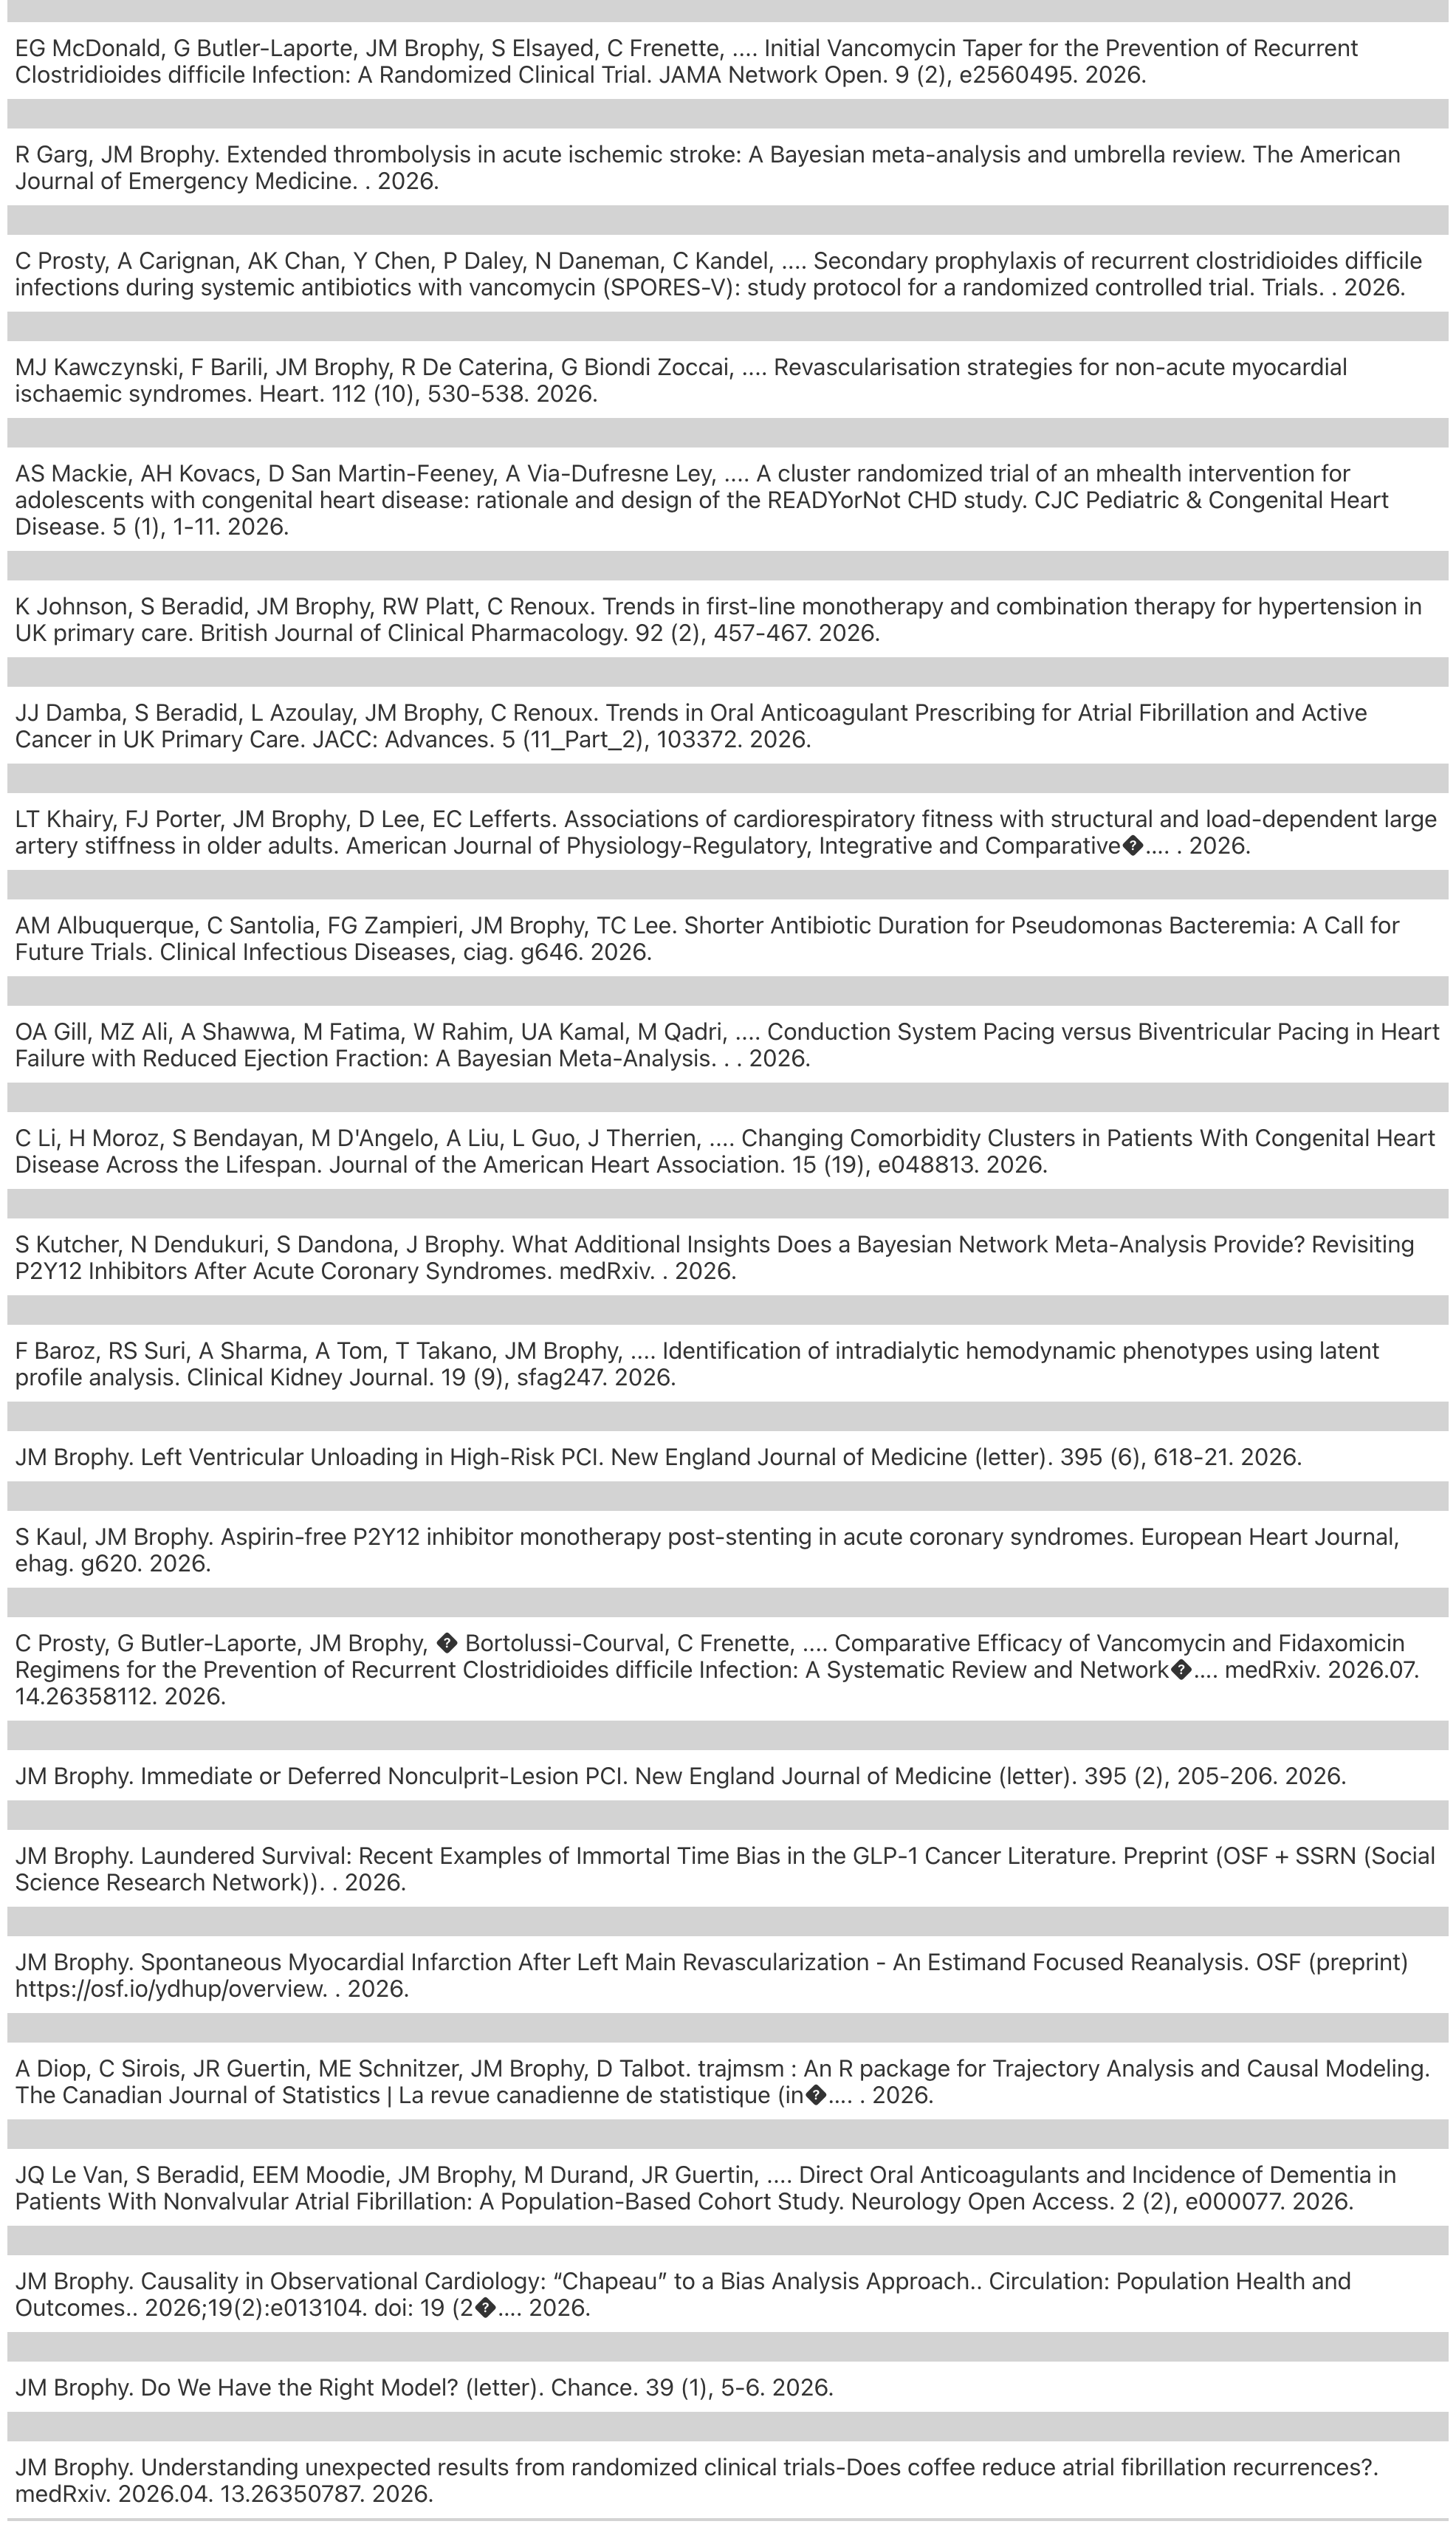 EG McDonald, G Butler-Laporte, JM Brophy, S Elsayed, C Frenette, .... Initial Vancomycin Taper for the Prevention of Recurrent
Clostridioides difficile Infection: A Randomized Clinical Trial. JAMA Network Open. 9 (2), e2560495. 2026.
R Garg, JM Brophy. Extended thrombolysis in acute ischemic stroke: A Bayesian meta-analysis and umbrella review. The American
Journal of Emergency Medicine. . 2026.
C Prosty, A Carignan, AK Chan, Y Chen, P Daley, N Daneman, C Kandel, .... Secondary prophylaxis of recurrent clostridioides difficile
infections during systemic antibiotics with vancomycin (SPORES-V): study protocol for a randomized controlled trial. Trials. . 2026.
MJ Kawczynski, F Barili, JM Brophy, R De Caterina, G Biondi Zoccai, .... Revascularisation strategies for non-acute myocardial
ischaemic syndromes. Heart. 112 (10), 530-538. 2026.
AS Mackie, AH Kovacs, D San Martin-Feeney, A Via-Dufresne Ley, .... A cluster randomized trial of an mhealth intervention for
adolescents with congenital heart disease: rationale and design of the READYorNot CHD study. CJC Pediatric & Congenital Heart
Disease. 5 (1), 1-11. 2026.
K Johnson, S Beradid, JM Brophy, RW Platt, C Renoux. Trends in first-line monotherapy and combination therapy for hypertension in
UK primary care. British Journal of Clinical Pharmacology. 92 (2), 457-467. 2026.
JJ Damba, S Beradid, L Azoulay, JM Brophy, C Renoux. Trends in Oral Anticoagulant Prescribing for Atrial Fibrillation and Active
Cancer in UK Primary Care. JACC: Advances. 5 (11_Part_2), 103372. 2026.
LT Khairy, FJ Porter, JM Brophy, D Lee, EC Lefferts. Associations of cardiorespiratory fitness with structural and load-dependent large
artery stiffness in older adults. American Journal of Physiology-Regulatory, Integrative and Comparative�.... . 2026.
AM Albuquerque, C Santolia, FG Zampieri, JM Brophy, TC Lee. Shorter Antibiotic Duration for Pseudomonas Bacteremia: A Call for
Future Trials. Clinical Infectious Diseases, ciag. g646. 2026.
OA Gill, MZ Ali, A Shawwa, M Fatima, W Rahim, UA Kamal, M Qadri, .... Conduction System Pacing versus Biventricular Pacing in Heart
Failure with Reduced Ejection Fraction: A Bayesian Meta-Analysis. . . 2026.
C Li, H Moroz, S Bendayan, M D'Angelo, A Liu, L Guo, J Therrien, .... Changing Comorbidity Clusters in Patients With Congenital Heart
Disease Across the Lifespan. Journal of the American Heart Association. 15 (19), e048813. 2026.
S Kutcher, N Dendukuri, S Dandona, J Brophy. What Additional Insights Does a Bayesian Network Meta-Analysis Provide? Revisiting
P2Y12 Inhibitors After Acute Coronary Syndromes. medRxiv. . 2026.
F Baroz, RS Suri, A Sharma, A Tom, T Takano, JM Brophy, .... Identification of intradialytic hemodynamic phenotypes using latent
profile analysis. Clinical Kidney Journal. 19 (9), sfag247. 2026.
JM Brophy. Left Ventricular Unloading in High-Risk PCI. New England Journal of Medicine (letter). 395 (6), 618-21. 2026.
S Kaul, JM Brophy. Aspirin-free P2Y12 inhibitor monotherapy post-stenting in acute coronary syndromes. European Heart Journal,
ehag. g620. 2026.
C Prosty, G Butler-Laporte, JM Brophy, � Bortolussi-Courval, C Frenette, .... Comparative Efficacy of Vancomycin and Fidaxomicin
Regimens for the Prevention of Recurrent Clostridioides difficile Infection: A Systematic Review and Network�.... medRxiv. 2026.07.
14.26358112. 2026.
JM Brophy. Immediate or Deferred Nonculprit-Lesion PCI. New England Journal of Medicine (letter). 395 (2), 205-206. 2026.
JM Brophy. Laundered Survival: Recent Examples of Immortal Time Bias in the GLP-1 Cancer Literature. Preprint (OSF + SSRN (Social
Science Research Network)). . 2026.
JM Brophy. Spontaneous Myocardial Infarction After Left Main Revascularization - An Estimand Focused Reanalysis. OSF (preprint)
https://osf.io/ydhup/overview. . 2026.
A Diop, C Sirois, JR Guertin, ME Schnitzer, JM Brophy, D Talbot. trajmsm : An R package for Trajectory Analysis and Causal Modeling.
The Canadian Journal of Statistics | La revue canadienne de statistique (in�.... . 2026.
JQ Le Van, S Beradid, EEM Moodie, JM Brophy, M Durand, JR Guertin, .... Direct Oral Anticoagulants and Incidence of Dementia in
Patients With Nonvalvular Atrial Fibrillation: A Population-Based Cohort Study. Neurology Open Access. 2 (2), e000077. 2026.
JM Brophy. Causality in Observational Cardiology: “Chapeau” to a Bias Analysis Approach.. Circulation: Population Health and
Outcomes.. 2026;19(2):e013104. doi: 19 (2�.... 2026.
JM Brophy. Do We Have the Right Model? (letter). Chance. 39 (1), 5-6. 2026.
JM Brophy. Understanding unexpected results from randomized clinical trials-Does coffee reduce atrial fibrillation recurrences?.
medRxiv. 2026.04. 13.26350787. 2026.